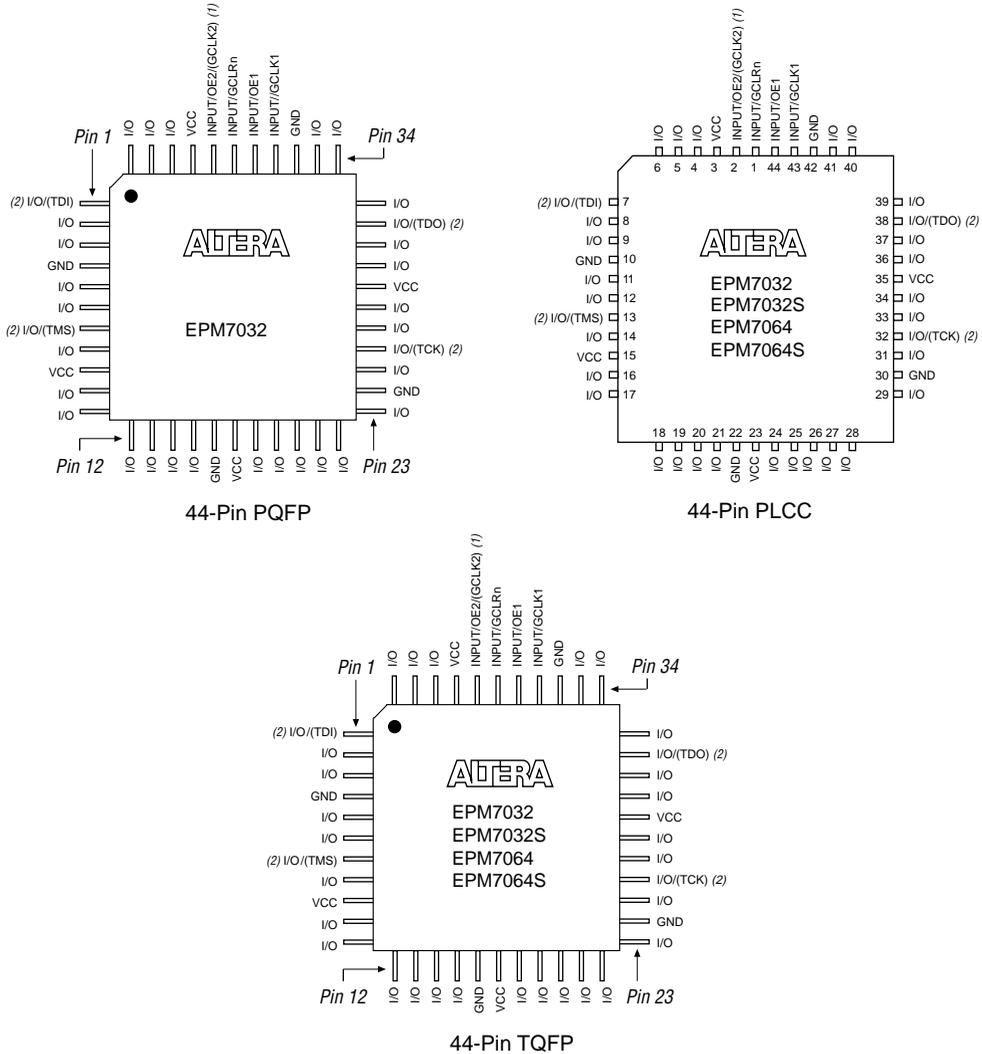 Pin 1
I/O
I/O
I/O
VCC
INPUT/OE2/(GCLK2) (1)
INPUT/GCLRn
INPUT/OE1
INPUT//GCLK1
GND
I/O
I/O
Pin 34
(2) I/O/(TDI)
I/O
I/O
GND
I/O
I/O
(2) I/O/(TMS)
I/O
VCC
I/O
I/O
ALTERA
EPM7032
I/O
I/O/(TDO) (2)
I/O
I/O
VCC
I/O
I/O
I/O/(TCK) (2)
I/O
GND
I/O
Pin 12
I/O
I/O
I/O
I/O
GND
VCC
I/O
I/O
I/O
I/O
I/O
Pin 23
44-Pin PQFP
I/O
I/O
I/O
VCC
INPUT/OE2/(GCLK2) (1)
INPUT/GCLRn
INPUT/OE1
INPUT/GCLK1
GND
I/O
I/O
6 5 4 3 2 1 44 43 42 41 40
(2) I/O/(TDI) 7
I/O 8
I/O 9
GND 10
I/O 11
I/O 12
(2) I/O/(TMS) 13
I/O 14
VCC 15
I/O 16
I/O 17
ALTERA
EPM7032
EPM7032S
EPM7064
EPM7064S
39 I/O
38 I/O/(TDO) (2)
37 I/O
36 I/O
35 VCC
34 I/O
33 I/O
32 I/O/(TCK) (2)
31 I/O
30 GND
29 I/O
18 19 20 21 22 23 24 25 26 27 28
I/O
I/O
I/O
I/O
GND
VCC
I/O
I/O
I/O
I/O
I/O
44-Pin PLCC
Pin 1
I/O
I/O
I/O
VCC
INPUT/OE2/(GCLK2) (1)
INPUT/GCLRn
INPUT/OE1
INPUT/GCLK1
GND
I/O
I/O
Pin 34
(2) I/O/(TDI)
I/O
I/O
GND
I/O
I/O
(2) I/O/(TMS)
I/O
VCC
I/O
I/O
ALTERA
EPM7032
EPM7032S
EPM7064
EPM7064S
I/O
I/O/(TDO) (2)
I/O
I/O
VCC
I/O
I/O
I/O/(TCK) (2)
I/O
GND
I/O
Pin 12
I/O
I/O
I/O
I/O
GND
VCC
I/O
I/O
I/O
I/O
I/O
Pin 23
44-Pin TQFP